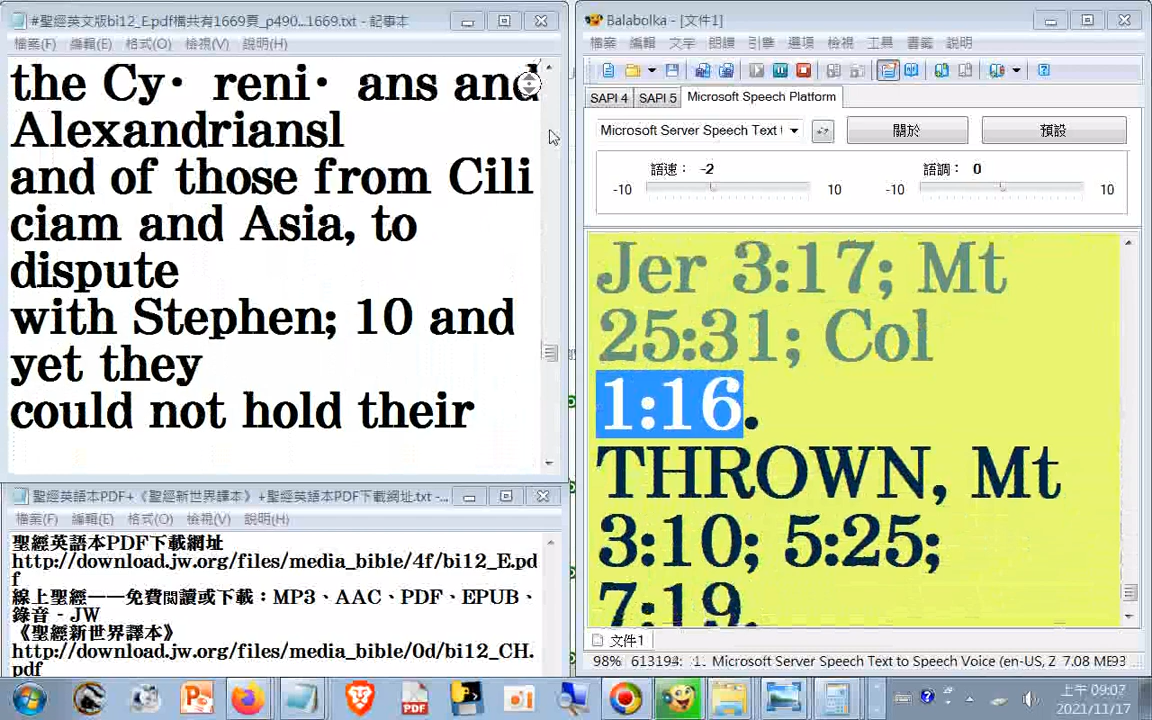 #聖經英文版bi12_E.pdf檔共有1669頁_p490...1669.txt - 記事本
檔案(F) 編輯(E) 格式(O) 檢視(V) 說明(H)
the Cy· reni· ans and
Alexandriansl
and of those from Cili
ciam and Asia, to
dispute
with Stephen; 10 and
yet they
could not hold their
聖經英語本PDF+《聖經新世界譯本》+聖經英語本PDF下載網址.txt -...
檔案(F) 編輯(E) 格式(O) 檢視(V) 說明(H)
聖經英語本PDF下載網址
http://download.jw.org/files/media_bible/4f/bi12_E.pd
f
線上聖經——免費閱讀或下載：MP3、AAC、PDF、EPUB、
錄音 - JW
《聖經新世界譯本》
http://download.jw.org/files/media_bible/0d/bi12_CH.
pdf
Balabolka - [文件1]
檔案 編輯 文字 朗讀 引擎 選項 檢視 工具 書籤 說明
SAPI 4 SAPI 5 Microsoft Speech Platform
Microsoft Server Speech Text 關於 預設
語速： -2 語調： 0
-10 10 -10 10
Jer 3:17; Mt
25:31; Col
1:16.
THROWN, Mt
3:10; 5:25;
7:19.
文件1
98% 613194: 1. Microsoft Server Speech Text to Speech Voice (en-US, Z 7.08 ME93
上午 09:07
2021/11/17